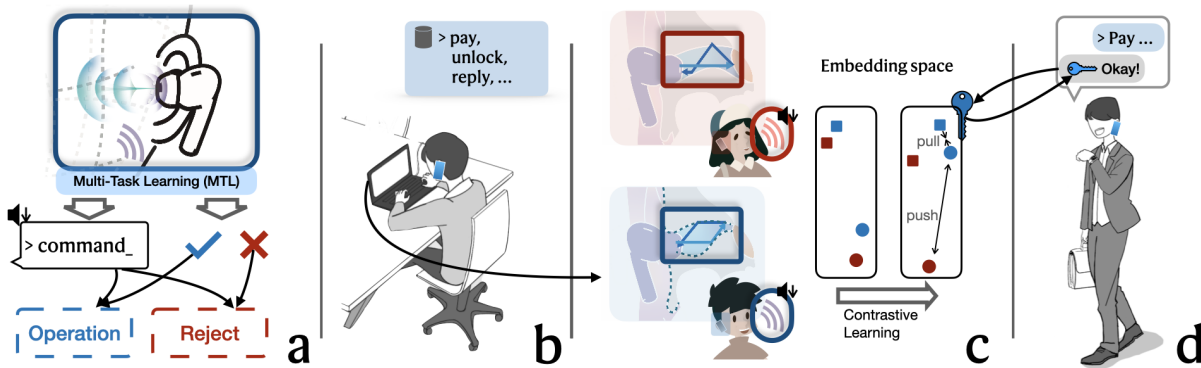 Multi-Task Learning (MTL)
> command_
Operation
Reject
a
> pay,
unlock,
reply, ...
b
Embedding space
pull
push
Contrastive
Learning
c
> Pay ...
Okay!
d